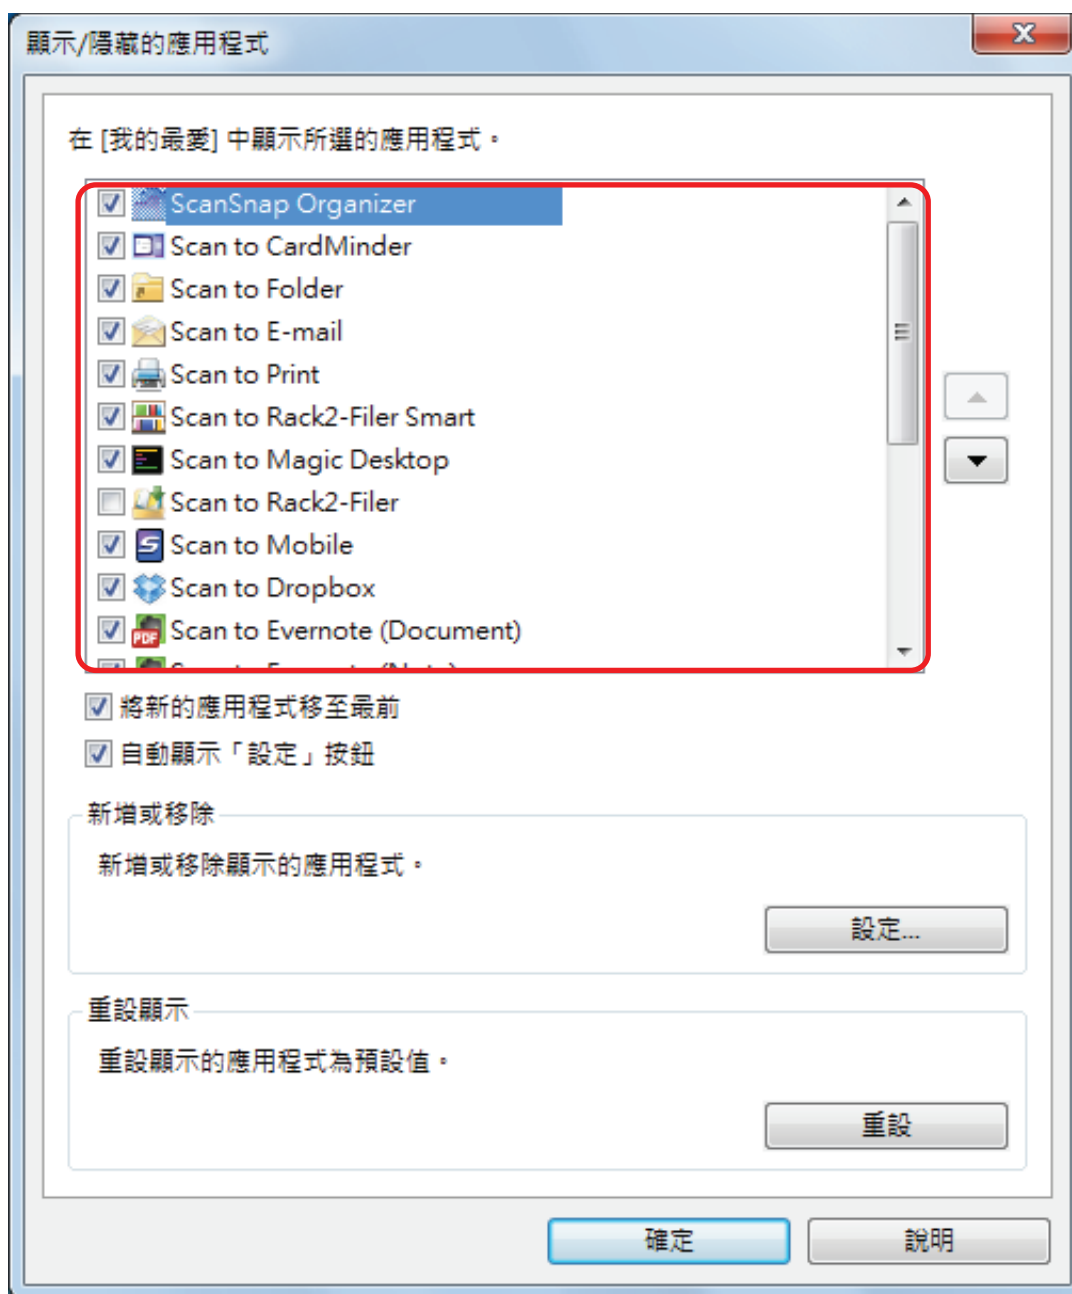 顯示/隱藏的應用程式
在 [我的最愛] 中顯示所選的應用程式。
ScanSnap Organizer
Scan to CardMinder
Scan to Folder
Scan to E-mail
Scan to Print
Scan to Rack2-Filer Smart
Scan to Magic Desktop
Scan to Rack2-Filer
Scan to Mobile
Scan to Dropbox
PDF Scan to Evernote (Document)
將新的應用程式移至最前
自動顯示「設定」按鈕
新增或移除
新增或移除顯示的應用程式。
設定...
重設顯示
重設顯示的應用程式為預設值。
重設
確定
說明